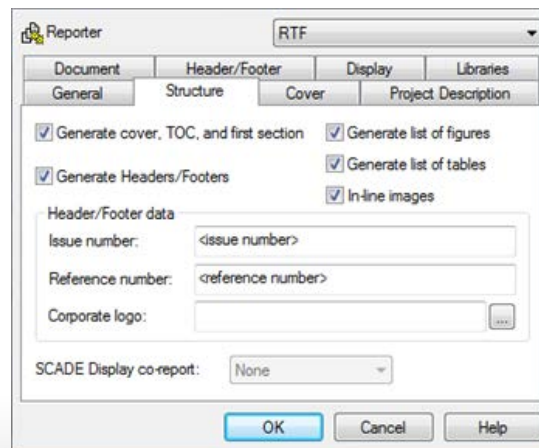 Reporter RTF
Document Header/Footer Display Libraries
General Structure Cover Project Description
Generate cover, TOC, and first section Generate list of figures
Generate list of tables
Generate Headers/Footers
In-line images
Header/Footer data
Issue number: <issue number>
Reference number: <reference number>
Corporate logo: ...
SCADE Display co-report: None
OK Cancel Help